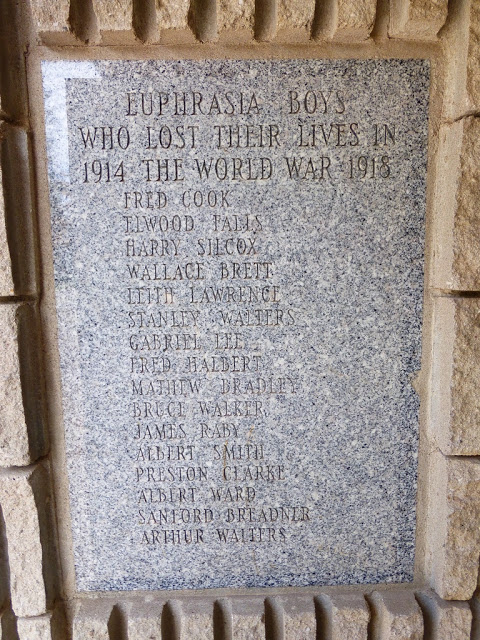 EUPHRASIA BOYS
WHO LOST THEIR LIVES IN
1914 THE WORLD WAR 1918
FRED COOK
ELWOOD FALLS
HARRY SILCOX
WALLACE BRETT
LEITH LAWRENCE
STANLEY WALTERS
GABRIEL LEE
FRED HALBERT
MATHEW BRADLEY
BRUCE WALKER
JAMES RABY
ALBERT SMITH
PRESTON CLARKE
ALBERT WARD
SANFORD BREADNER
ARTHUR WALTERS